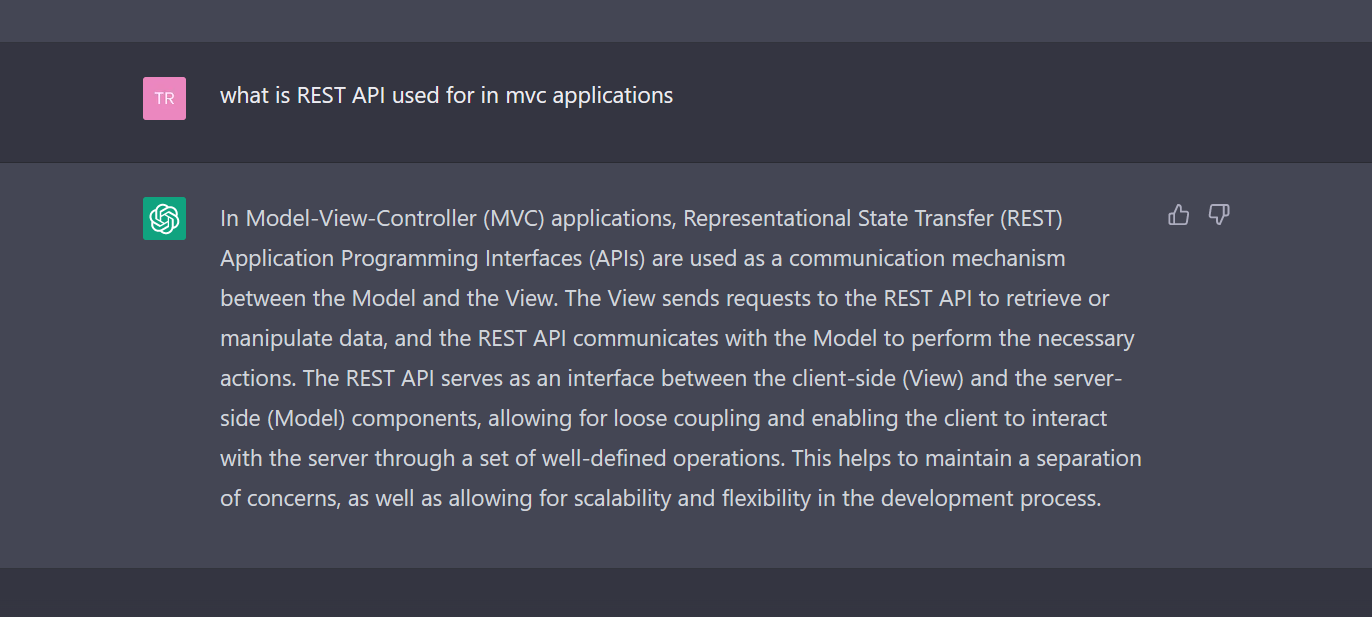 TR
what is REST API used for in mvc applications
In Model-View-Controller (MVC) applications, Representational State Transfer (REST)
Application Programming Interfaces (APIs) are used as a communication mechanism
between the Model and the View. The View sends requests to the REST API to retrieve or
manipulate data, and the REST API communicates with the Model to perform the necessary
actions. The REST API serves as an interface between the client-side (View) and the server-
side (Model) components, allowing for loose coupling and enabling the client to interact
with the server through a set of well-defined operations. This helps to maintain a separation
of concerns, as well as allowing for scalability and flexibility in the development process.